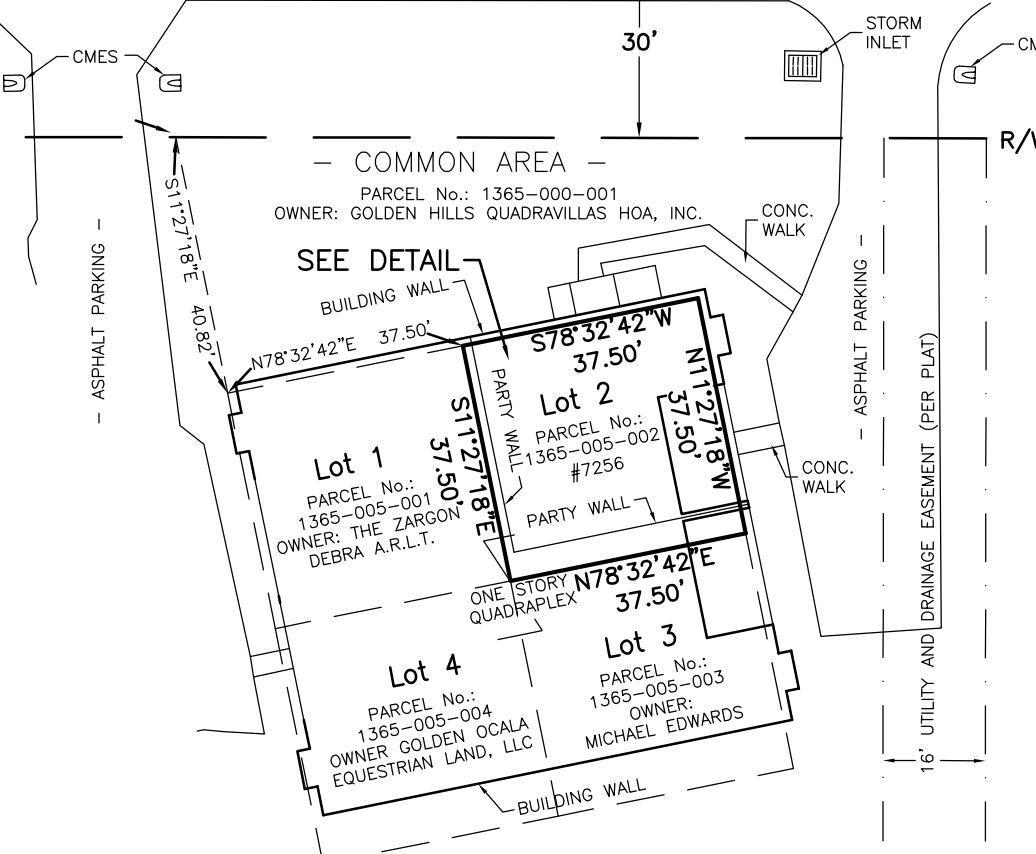 STORM
INLET
30'
CMES
CM
R/W
– COMMON AREA –
PARCEL No.: 1365–000–001
OWNER: GOLDEN HILLS QUADRAVILLAS HOA, INC.
CONC.
WALK
S11°27'18"E 40.82'
– ASPHALT PARKING –
SEE DETAIL
BUILDING WALL
N78°32'42"E 37.50'
S78°32'42"W
37.50'
– ASPHALT PARKING –
PARTY WALL
Lot 2
PARCEL No.:
1365–005–002
#7256
N11°27'18"W
37.50'
S11°27'18"E
37.50'
Lot 1
PARCEL No.:
1365–005–001
OWNER: THE ZARGON
DEBRA A.R.L.T.
CONC.
WALK
PARTY WALL
16' UTILITY AND DRAINAGE EASEMENT (PER PLAT)
ONE STORY
QUADRAPLEX
N78°32'42"E
37.50'
Lot 3
PARCEL No.:
1365–005–003
OWNER:
MICHAEL EDWARDS
Lot 4
PARCEL No.:
1365–005–004
OWNER GOLDEN OCALA
EQUESTRIAN LAND, LLC
BUILDING WALL